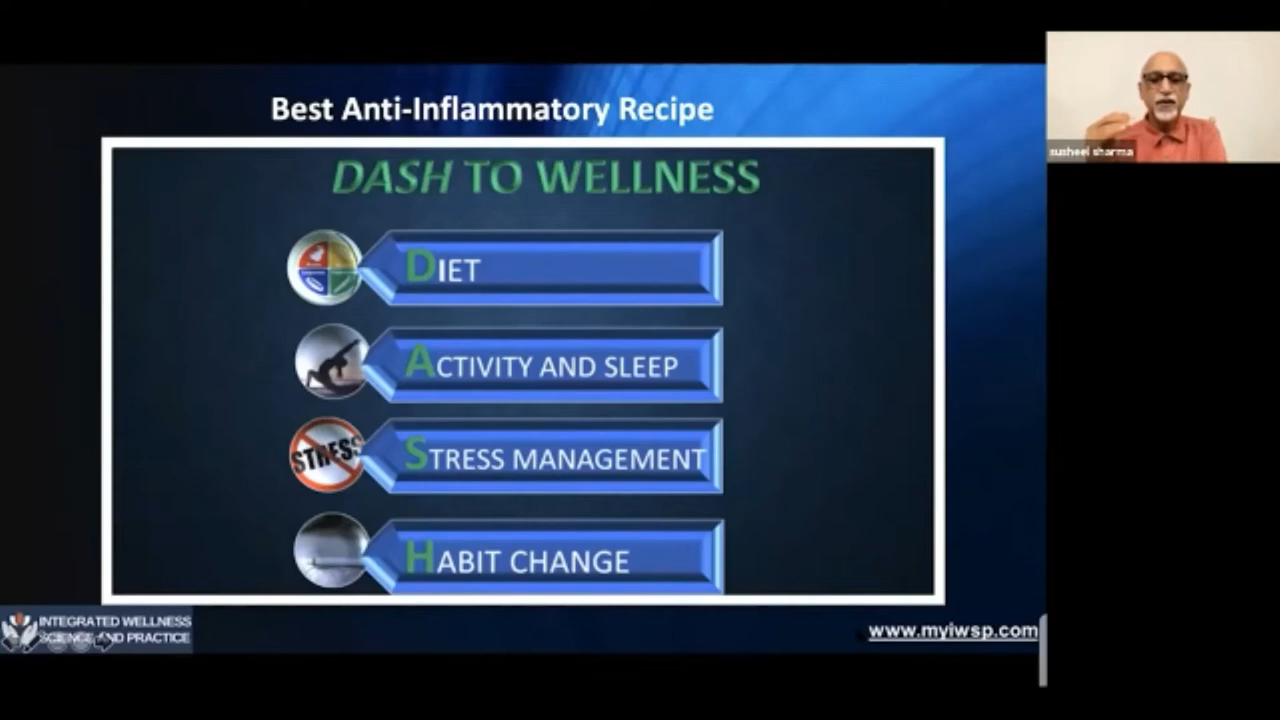 Best Anti-Inflammatory Recipe
DASH TO WELLNESS
DIET
ACTIVITY AND SLEEP
STRESS
STRESS MANAGEMENT
HABIT CHANGE
INTEGRATED WELLNESS
SCIENCE AND PRACTICE
www.myiwsp.com
susheel sharma